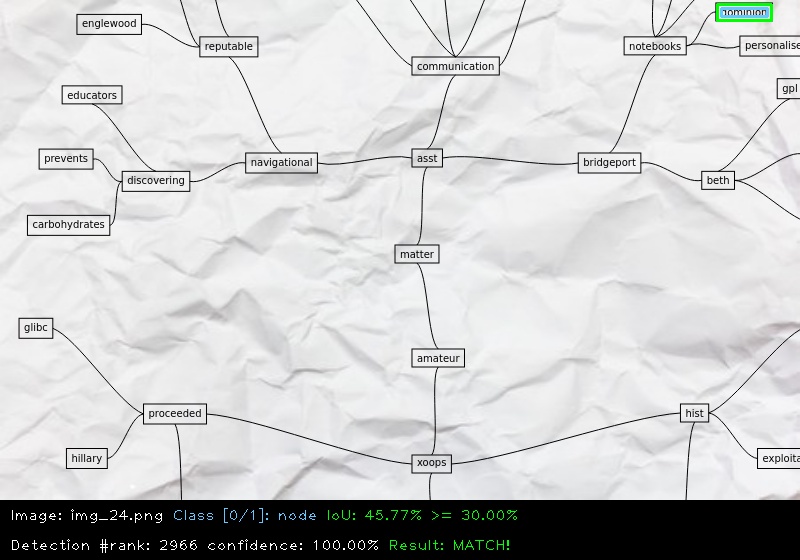 dominion
englewood
reputable
notebooks
personalise
communication
gpl
educators
prevents
navigational
asst
bridgeport
discovering
beth
carbohydrates
matter
glibc
amateur
proceeded
hist
hillary
xoops
exploita
Image: img_24.png Class [0/1]: node IoU: 45.77% >= 30.00%
Detection #rank: 2966 confidence: 100.00% Result: MATCH!